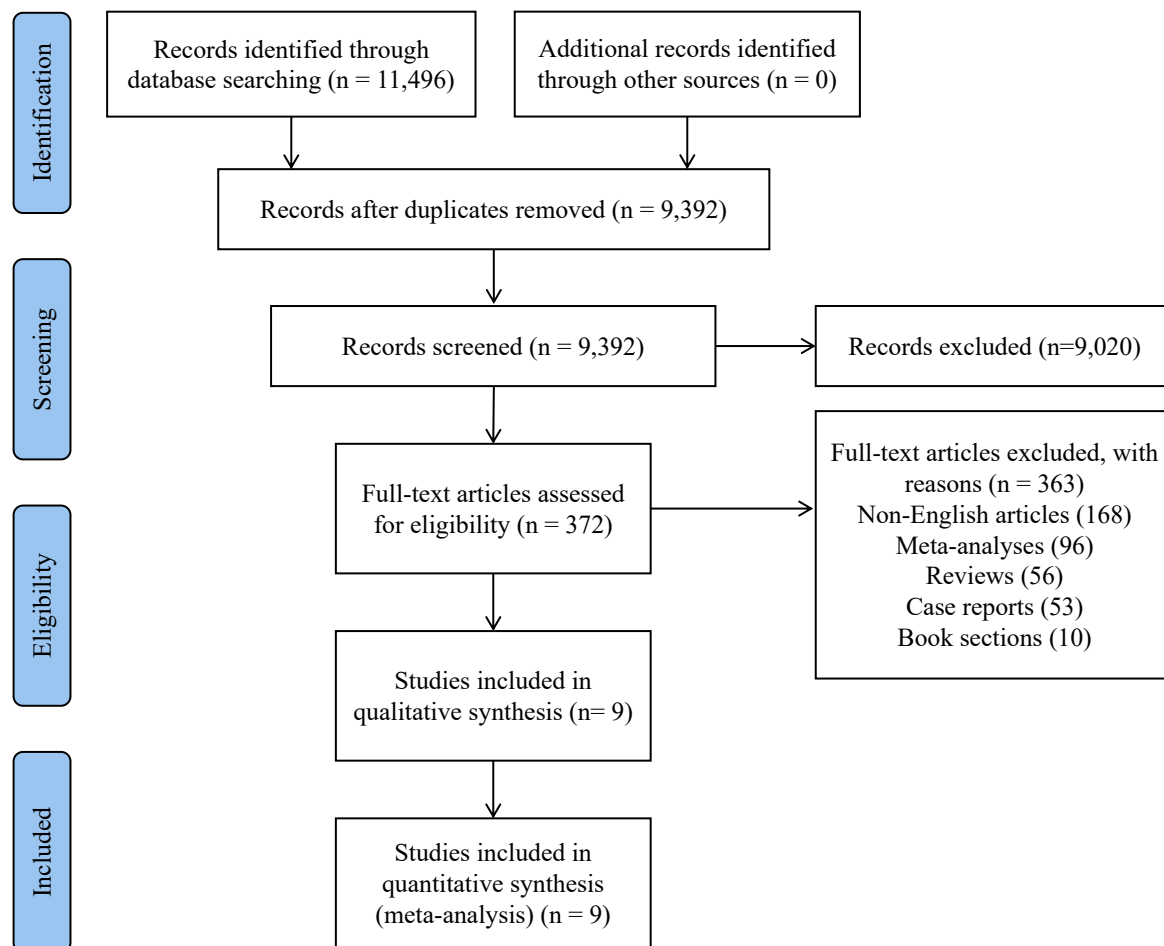 Identification
Records identified through
database searching (n = 11,496)
Additional records identified
through other sources (n = 0)
Records after duplicates removed (n = 9,392)
Screening
Records screened (n = 9,392)
Records excluded (n=9,020)
Eligibility
Full-text articles assessed
for eligibility (n = 372)
Full-text articles excluded, with
reasons (n = 363)
Non-English articles (168)
Meta-analyses (96)
Reviews (56)
Case reports (53)
Book sections (10)
Studies included in
qualitative synthesis (n= 9)
Included
Studies included in
quantitative synthesis
(meta-analysis) (n = 9)